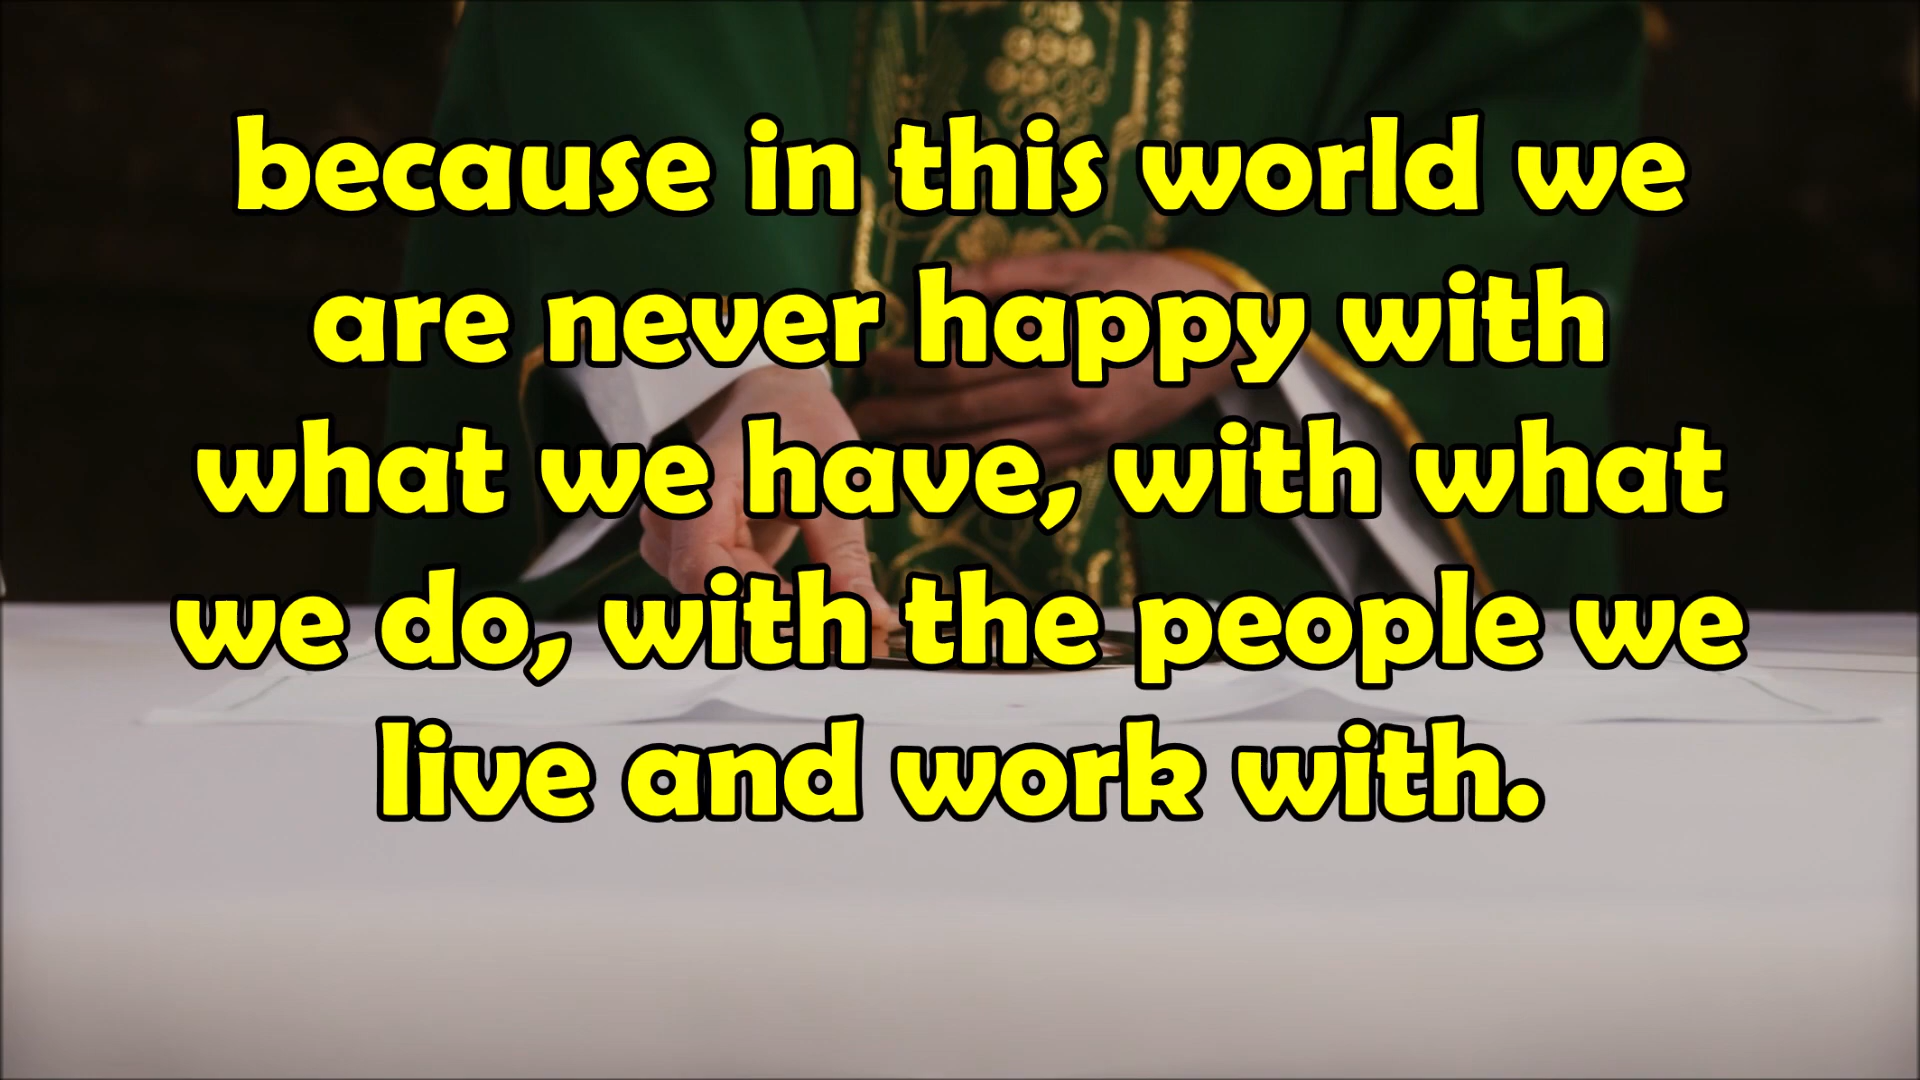 because in this world we
are never happy with
what we have, with what
we do, with the people we
live and work with.